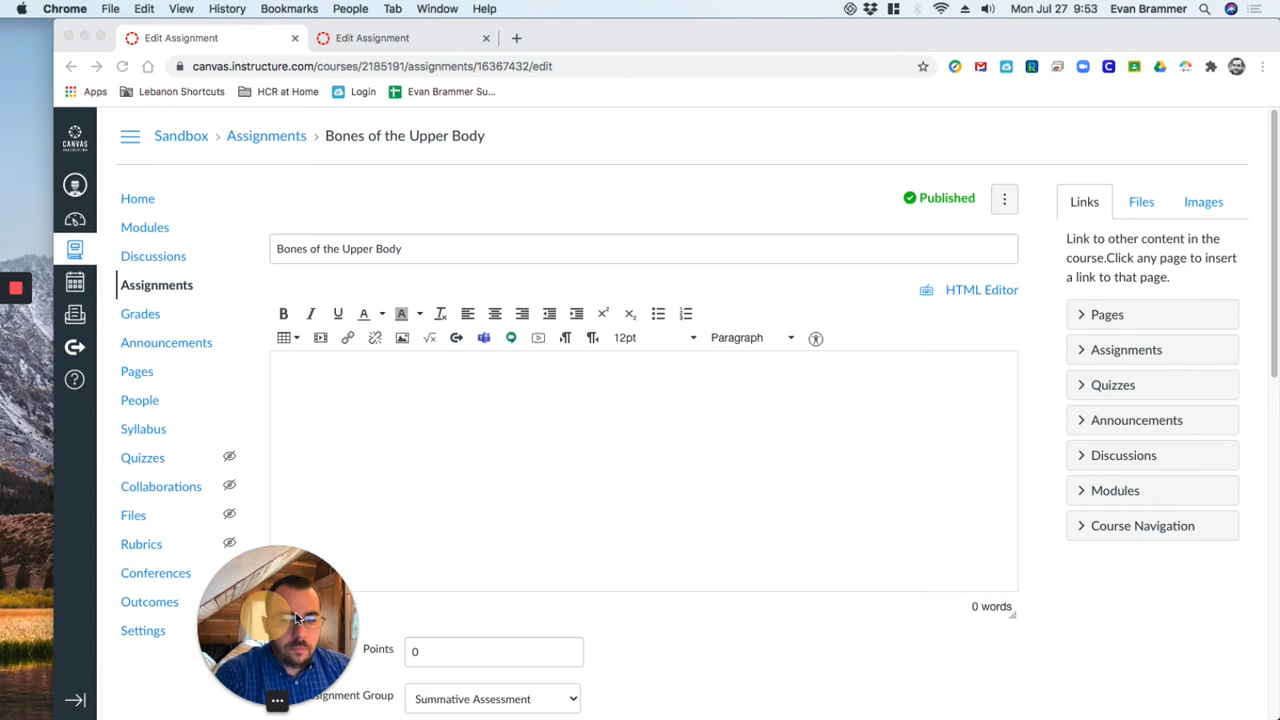 Chrome File Edit View History Bookmarks People Tab Window Help Mon Jul 27 9:53 Evan Brammer
Edit Assignment Edit Assignment
canvas.instructure.com/courses/2185191/assignments/16367432/edit
Apps Lebanon Shortcuts HCR at Home Login Evan Brammer Su...
CANVAS
Sandbox > Assignments > Bones of the Upper Body
Home
Modules
Discussions
Assignments
Grades
Announcements
Pages
People
Syllabus
Quizzes
Collaborations
Files
Rubrics
Conferences
Outcomes
Settings
Published
Bones of the Upper Body
HTML Editor
12pt Paragraph
0 words
Points 0
signment Group Summative Assessment
Links Files Images
Link to other content in the
course.Click any page to insert
a link to that page.
Pages
Assignments
Quizzes
Announcements
Discussions
Modules
Course Navigation